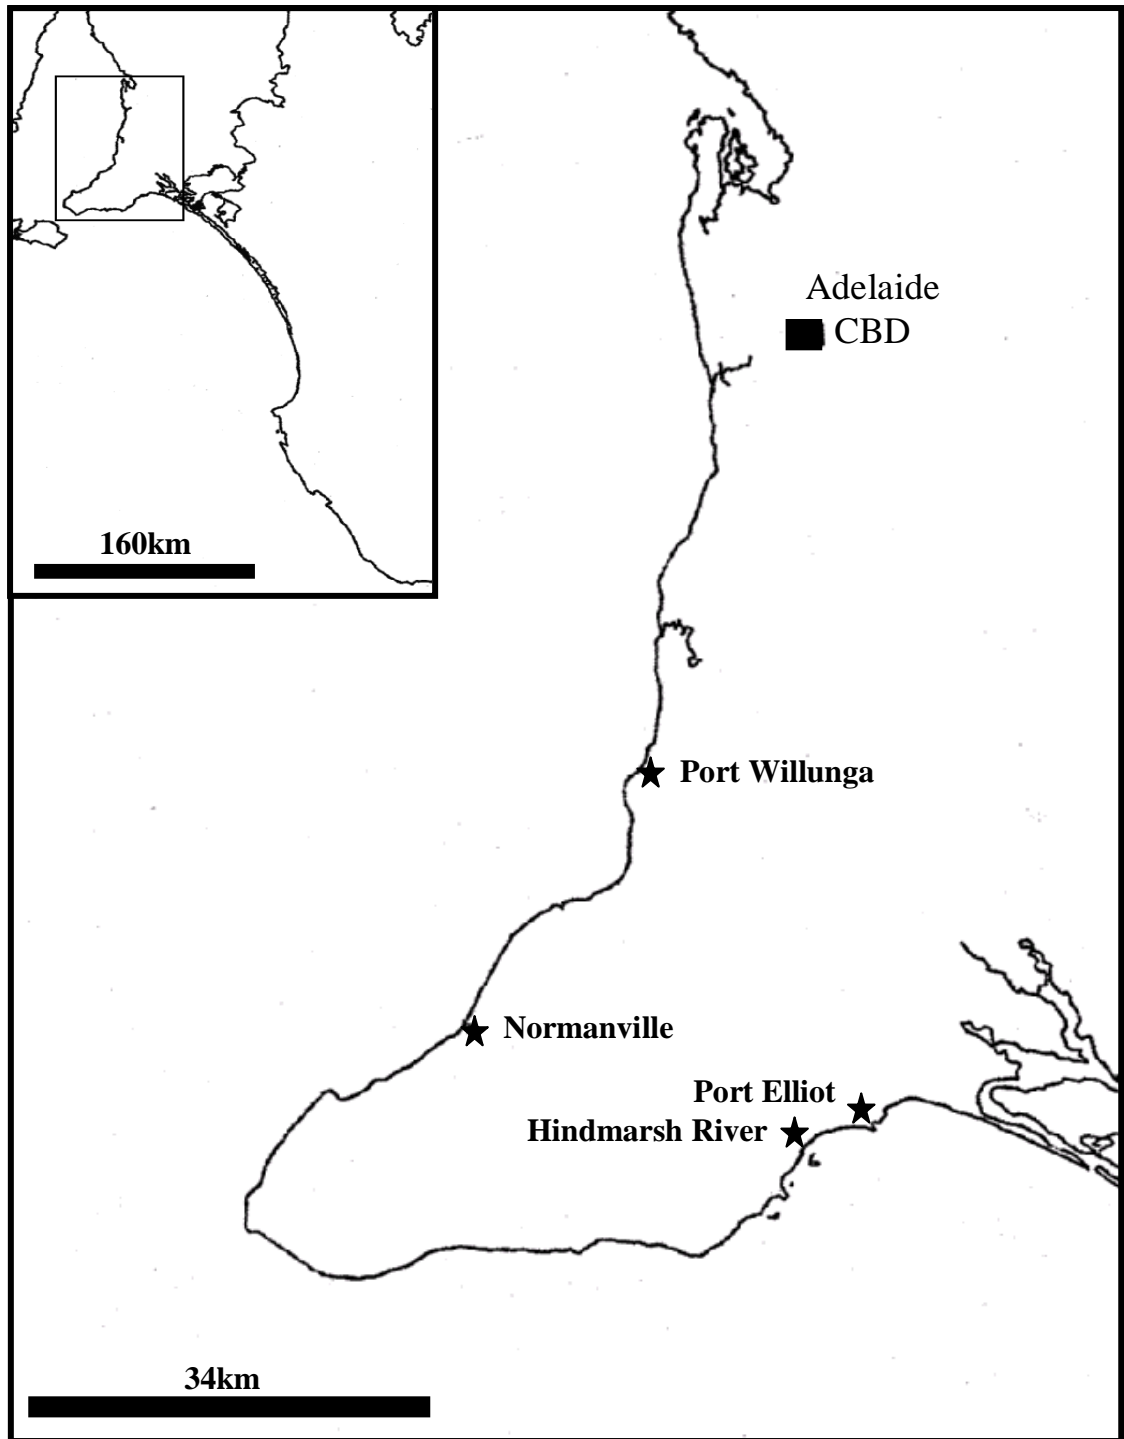 Adelaide
CBD
160km
Port Willunga
Normanville
Port Elliot
Hindmarsh River
34km